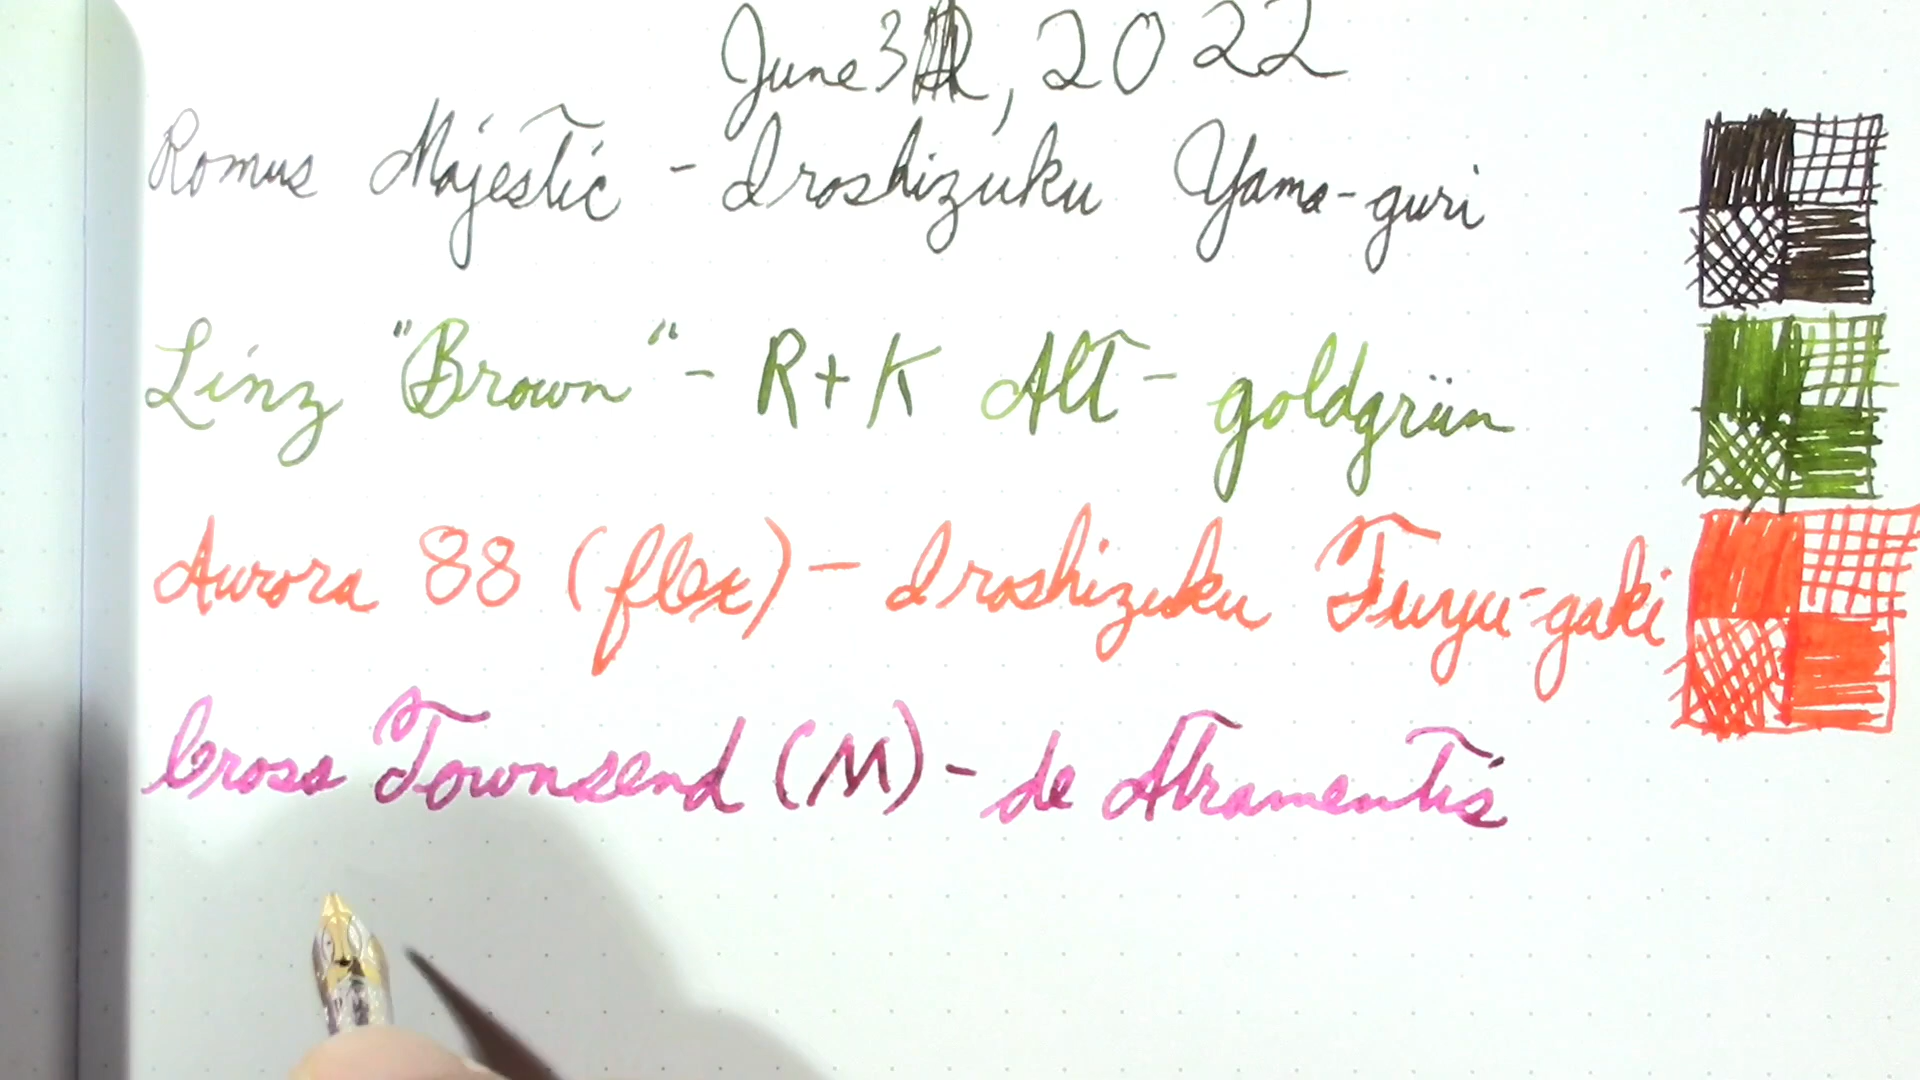 June 3, 2022
Romus Majestic - Iroshizuku Yama-guri
Linz "Brown" - R+K Alt-goldgrün
Aurora 88 (flex) - Iroshizuku Fuyu-gaki
Cross Townsend (M) - de Atramentis